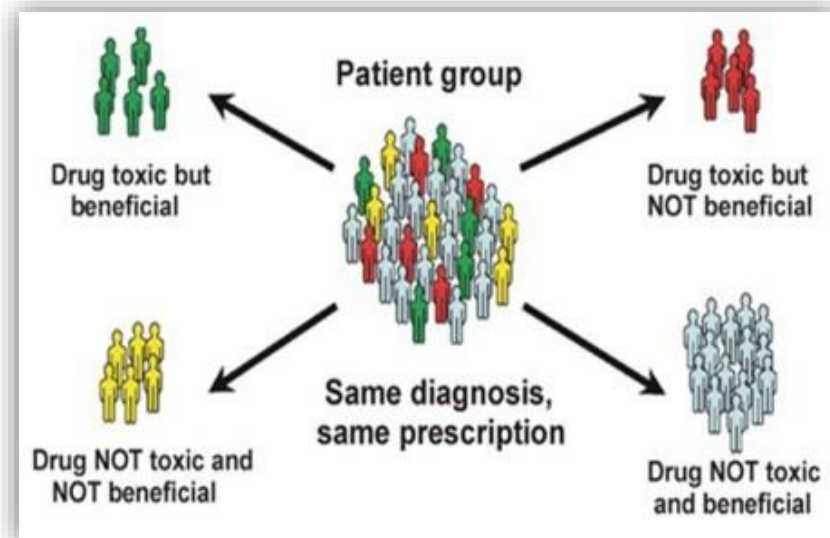 Patient group
Drug toxic but
beneficial
Drug toxic but
NOT beneficial
Same diagnosis,
same prescription
Drug NOT toxic and
NOT beneficial
Drug NOT toxic
and beneficial